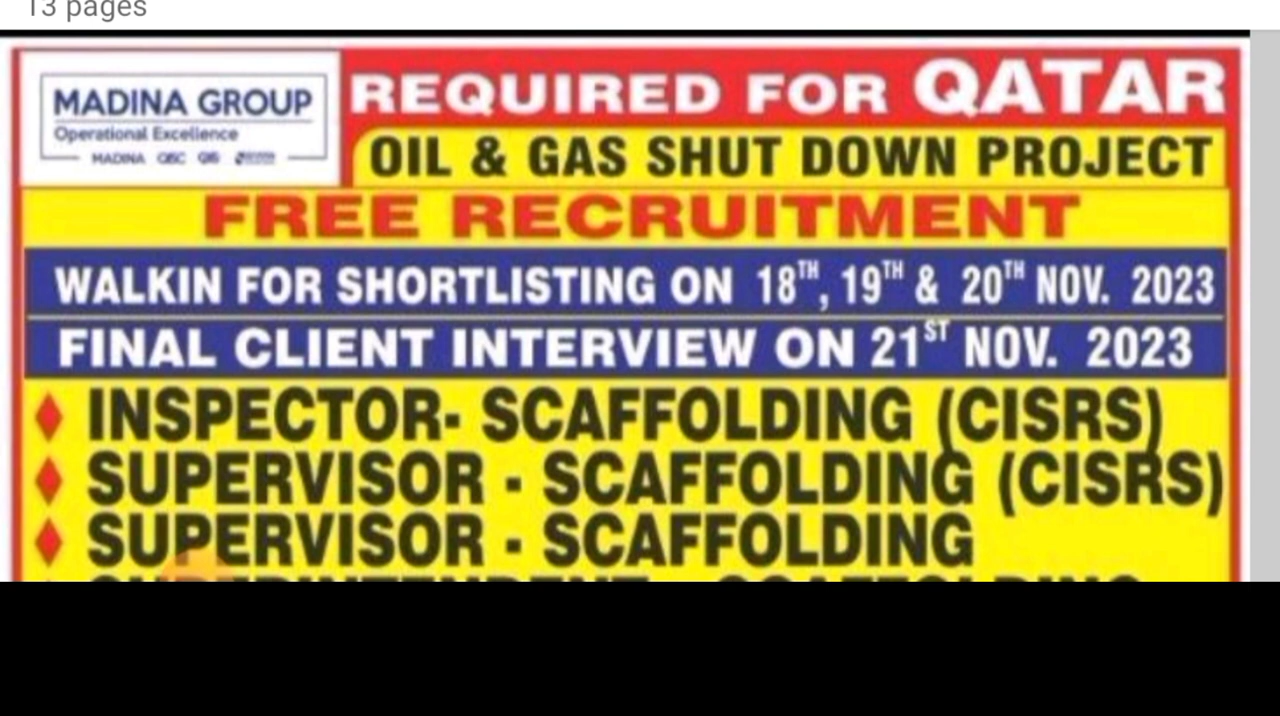 13 pages
MADINA GROUP
Operational Excellence
MADINA
REQUIRED FOR QATAR
OIL & GAS SHUT DOWN PROJECT
FREE RECRUITMENT
WALKIN FOR SHORTLISTING ON 18TH, 19TH & 20TH NOV. 2023
FINAL CLIENT INTERVIEW ON 21ST NOV. 2023
♦ INSPECTOR- SCAFFOLDING (CISRS)
♦ SUPERVISOR - SCAFFOLDING (CISRS)
♦ SUPERVISOR - SCAFFOLDING